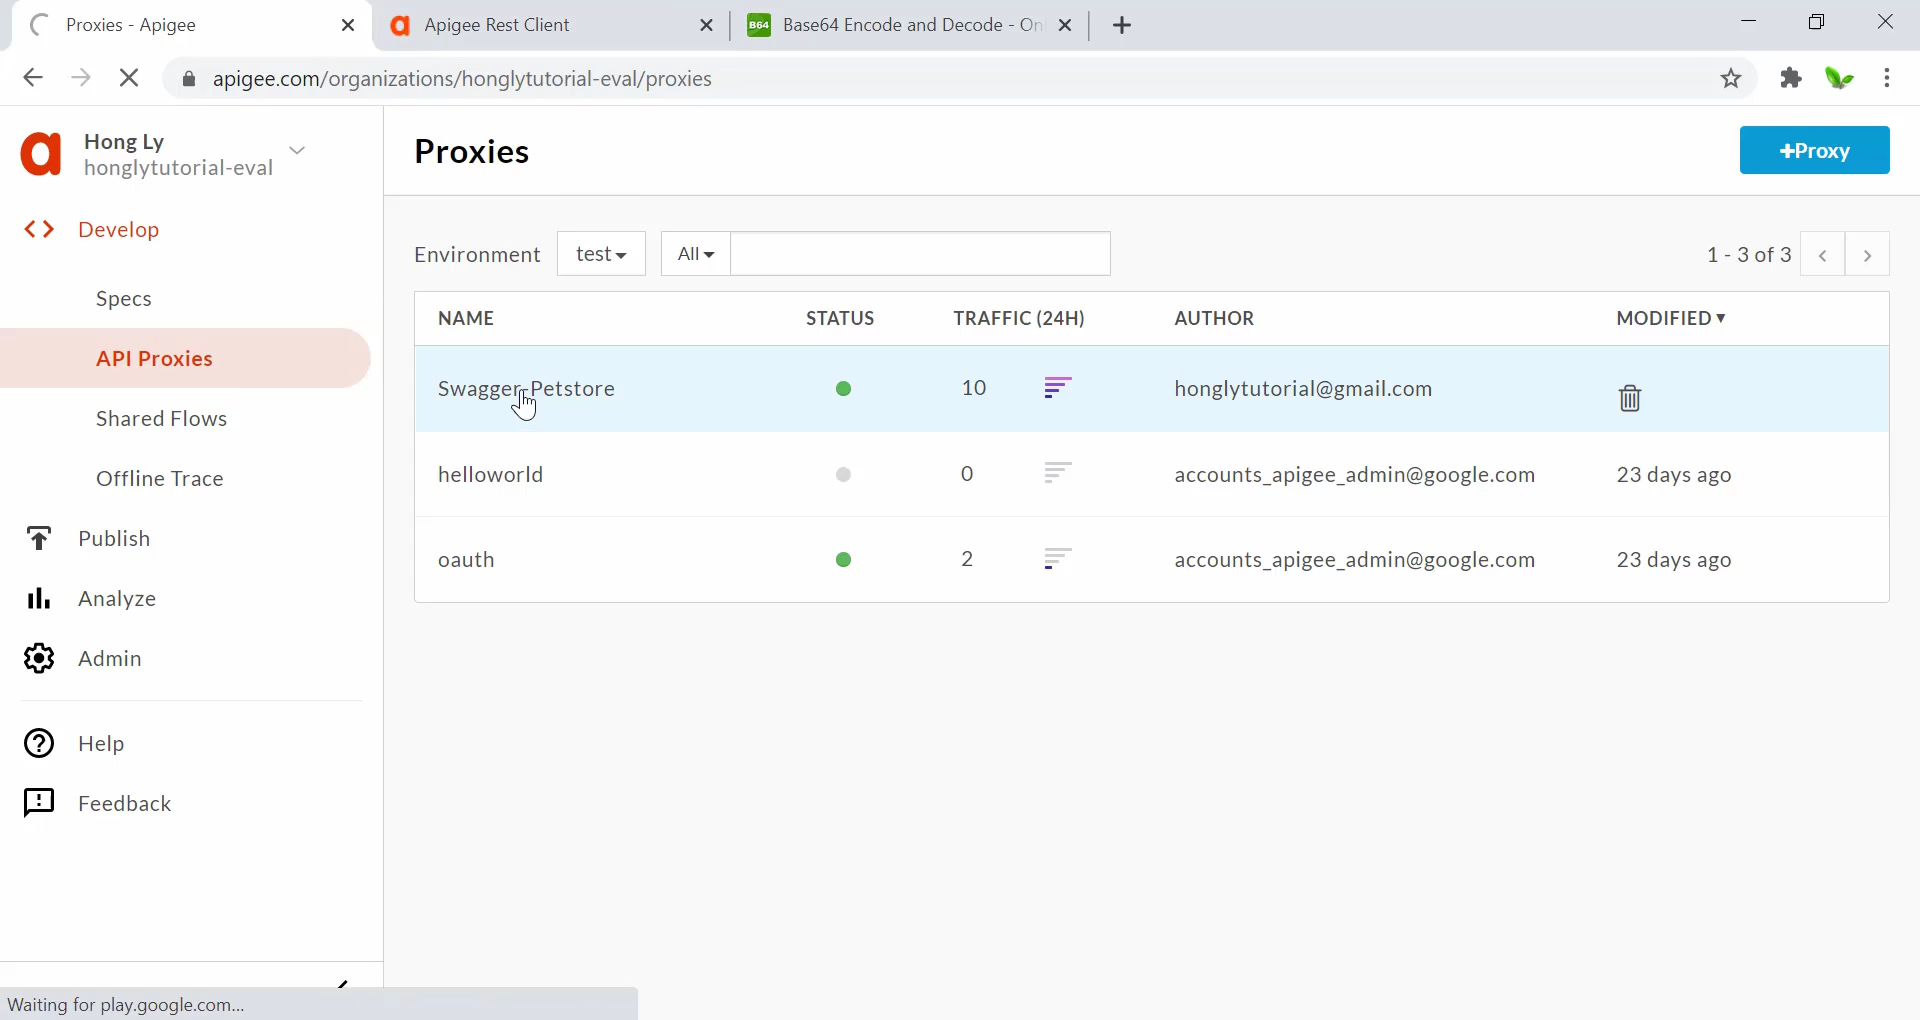 Proxies - Apigee
Apigee Rest Client
B64 Base64 Encode and Decode - On
apigee.com/organizations/honglytutorial-eval/proxies
Hong Ly
honglytutorial-eval
Proxies
+Proxy
Develop
Specs
API Proxies
Shared Flows
Offline Trace
Publish
Analyze
Admin
Help
Feedback
Environment test All 1 - 3 of 3
NAME STATUS TRAFFIC (24H) AUTHOR MODIFIED
Swagger-Petstore 10 honglytutorial@gmail.com
helloworld 0 accounts_apigee_admin@google.com 23 days ago
oauth 2 accounts_apigee_admin@google.com 23 days ago
Waiting for play.google.com...